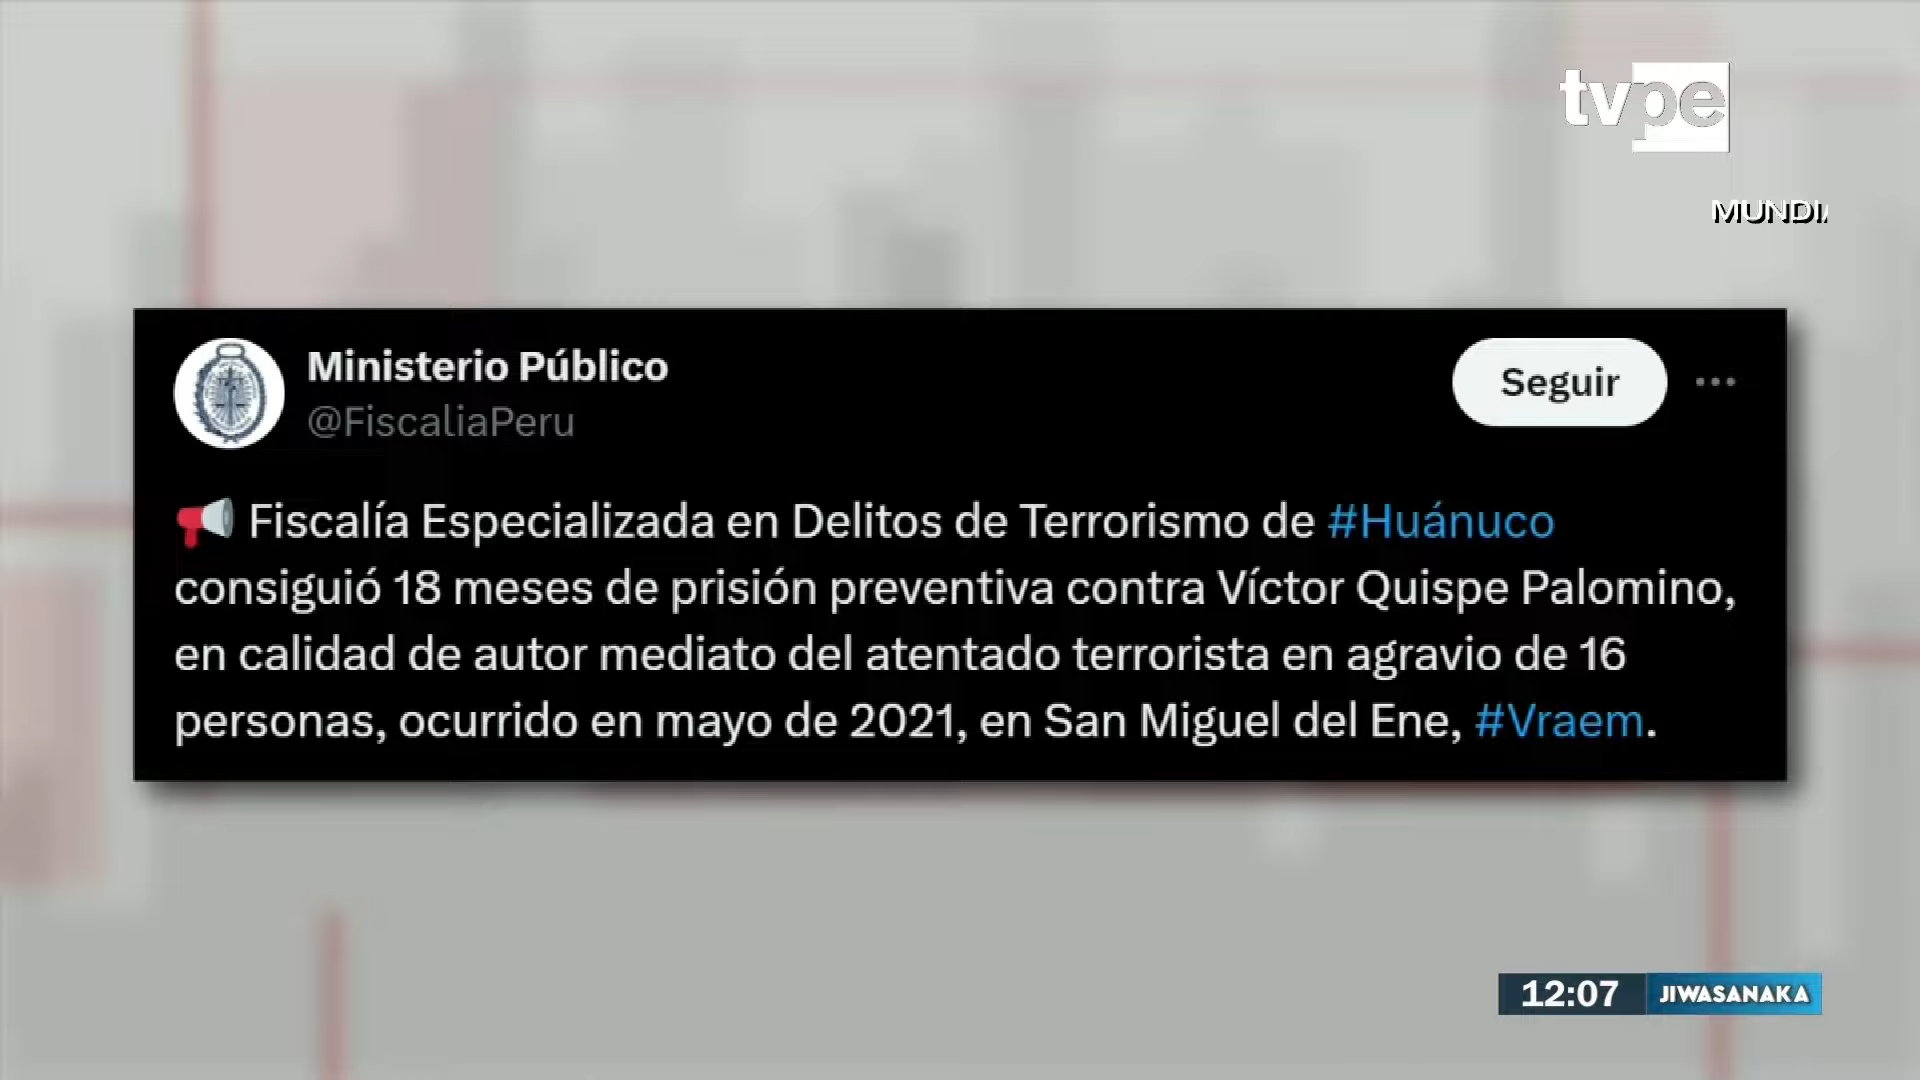 tvpe
Ministerio Público
@FiscaliaPeru
Seguir
Fiscalía Especializada en Delitos de Terrorismo de #Huánuco
consiguió 18 meses de prisión preventiva contra Víctor Quispe Palomino,
en calidad de autor mediato del atentado terrorista en agravio de 16
personas, ocurrido en mayo de 2021, en San Miguel del Ene, #Vraem.
12:07 JIWASANAKA